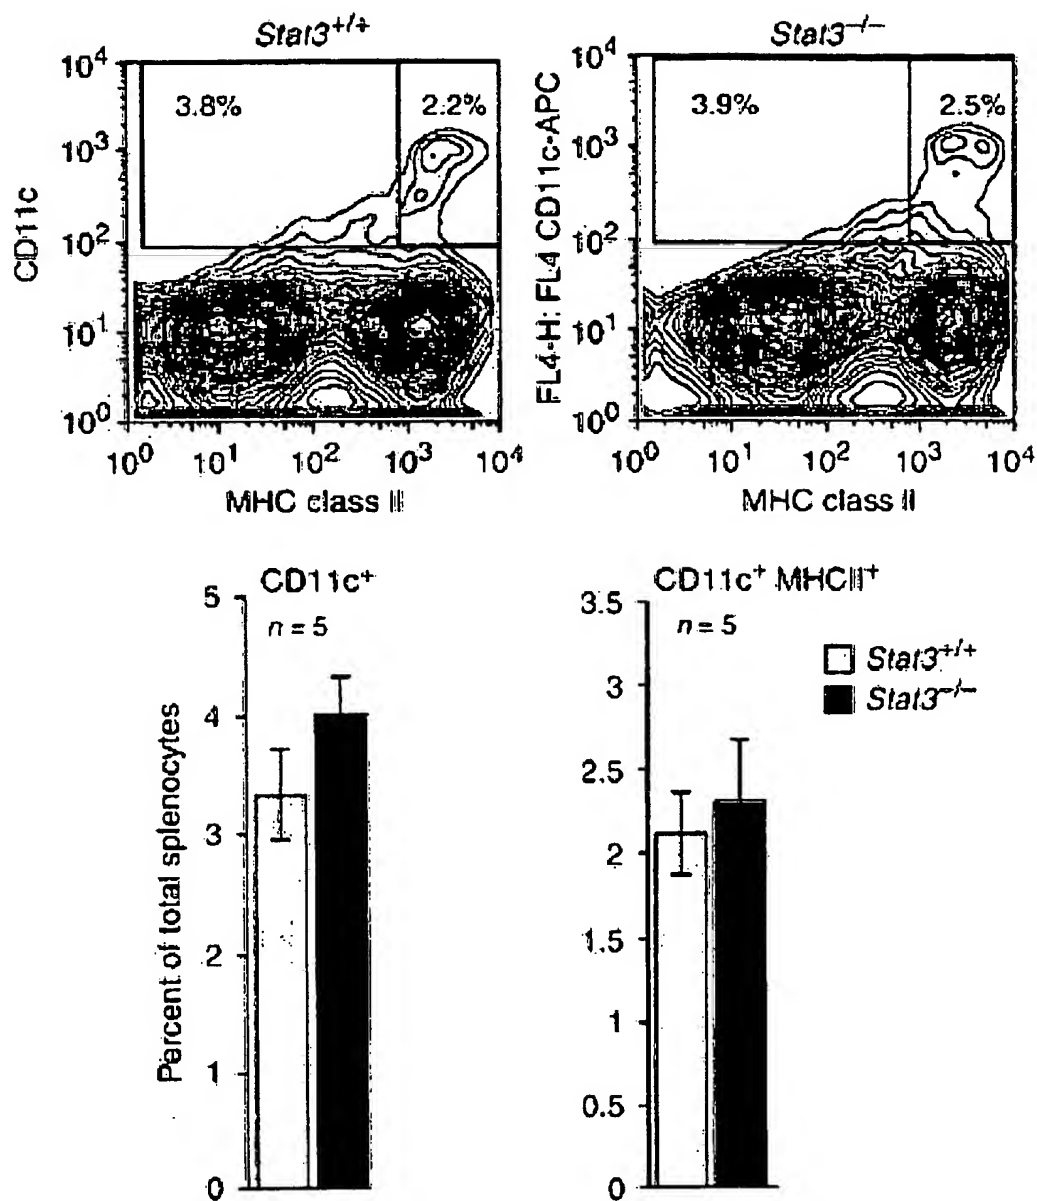 Stat3+/+
Stat3−/−
10⁴
3.8%
2.2%
10³
CD11c
10²
10¹
10⁰
10⁰ 10¹ 10² 10³ 10⁴
MHC class II
10⁴
3.9%
2.5%
10³
FL4-H: FL4 CD11c-APC
10²
10¹
10⁰
10⁰ 10¹ 10² 10³ 10⁴
MHC class II
CD11c+
n = 5
Percent of total splenocytes
5
4
3
2
1
0
CD11c+ MHCII+
n = 5
3.5
3
2.5
2
1.5
1
0.5
0
Stat3+/+
Stat3−/−